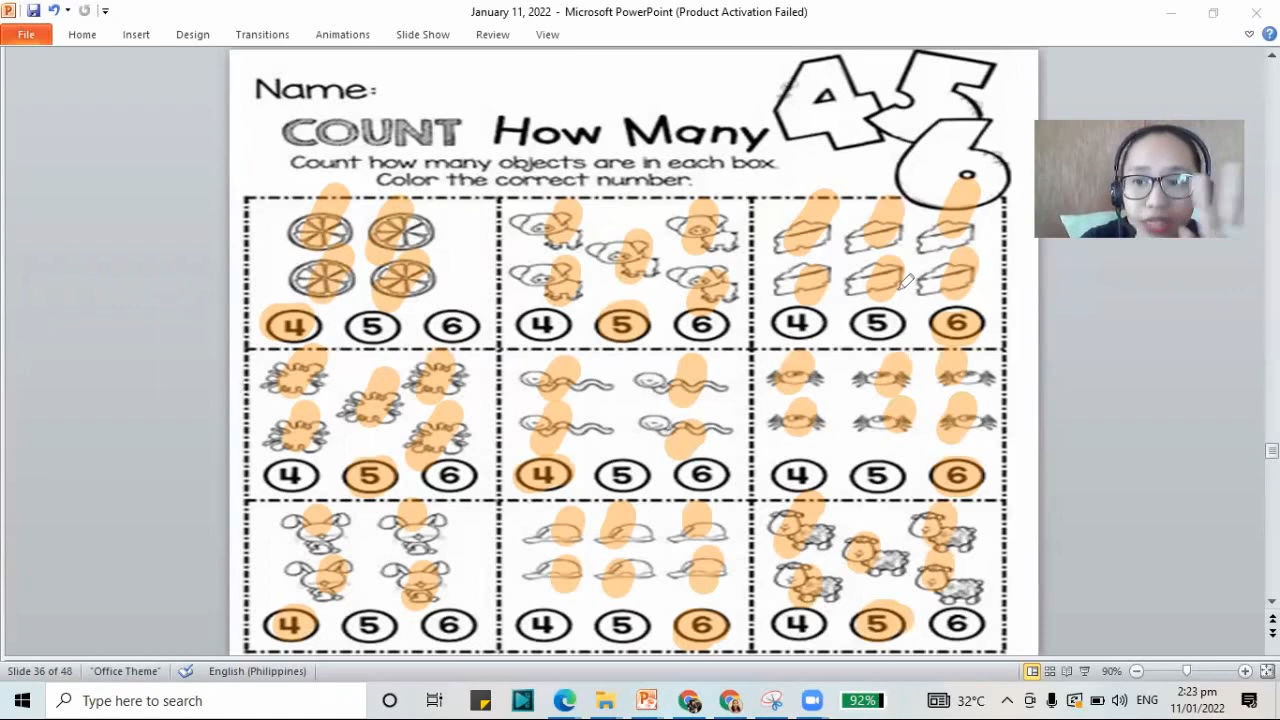 January 11, 2022 - Microsoft PowerPoint (Product Activation Failed)
File Home Insert Design Transitions Animations Slide Show Review View
Name:
4 5 6
COUNT How Many
Count how many objects are in each box.
Color the correct number.
4 5 6 4 5 6 4 5 6
4 5 6 4 5 6 4 5 6
4 5 6 4 5 6 4 5 6
Slide 36 of 48 "Office Theme" English (Philippines) 90%
Type here to search 92% 32°C ENG 2:23 pm
11/01/2022